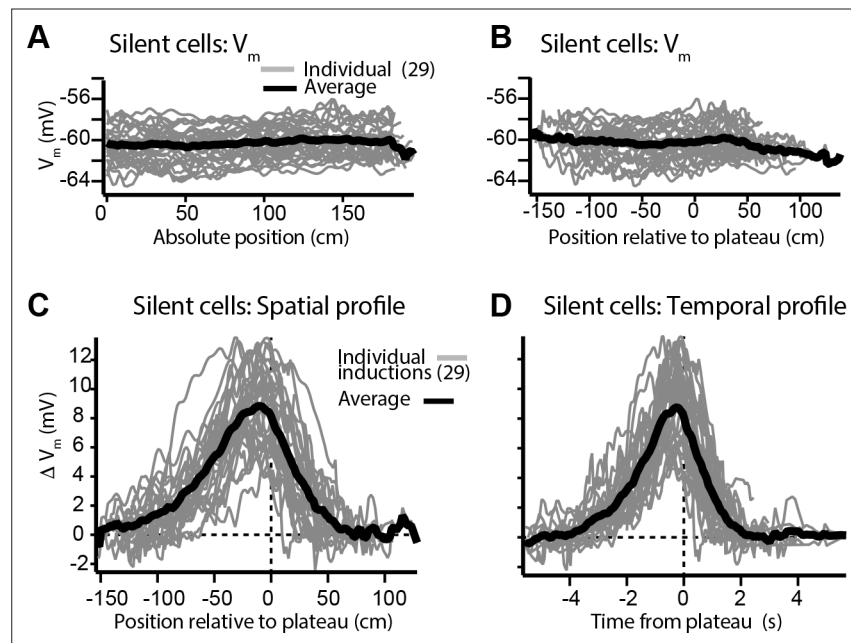 A
Silent cells: Vm
Individual (29)
Average
Vm (mV)
-56
-60
-64
0
50
100
150
Absolute position (cm)
B
Silent cells: Vm
-56
-60
-64
-150
-100
-50
0
50
100
Position relative to plateau (cm)
C
Silent cells: Spatial profile
Individual
inductions (29)
Average
Δ Vm (mV)
12
10
8
6
4
2
0
-2
-150
-100
-50
0
50
100
Position relative to plateau (cm)
D
Silent cells: Temporal profile
-4
-2
0
2
4
Time from plateau (s)